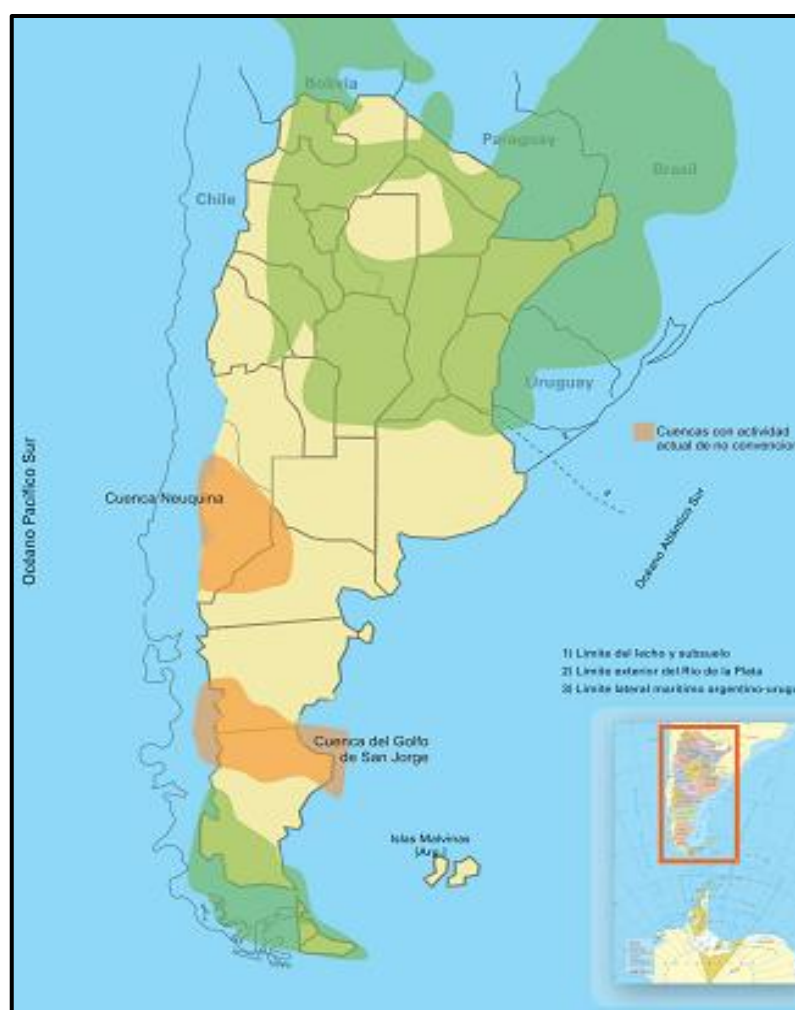 Bolivia
Paraguay
Brasil
Chile
Uruguay
Cuencas con actividad
actual de no convencion
Cuenca Neuquina
Océano Pacífico Sur
Océano Atlántico Sur
1) Límite del lecho y subsuelo
2) Límite exterior del Río de la Plata
3) Límite lateral marítimo argentino-urugu
Cuenca del Golfo
de San Jorge
Islas Malvinas
(Arg.)